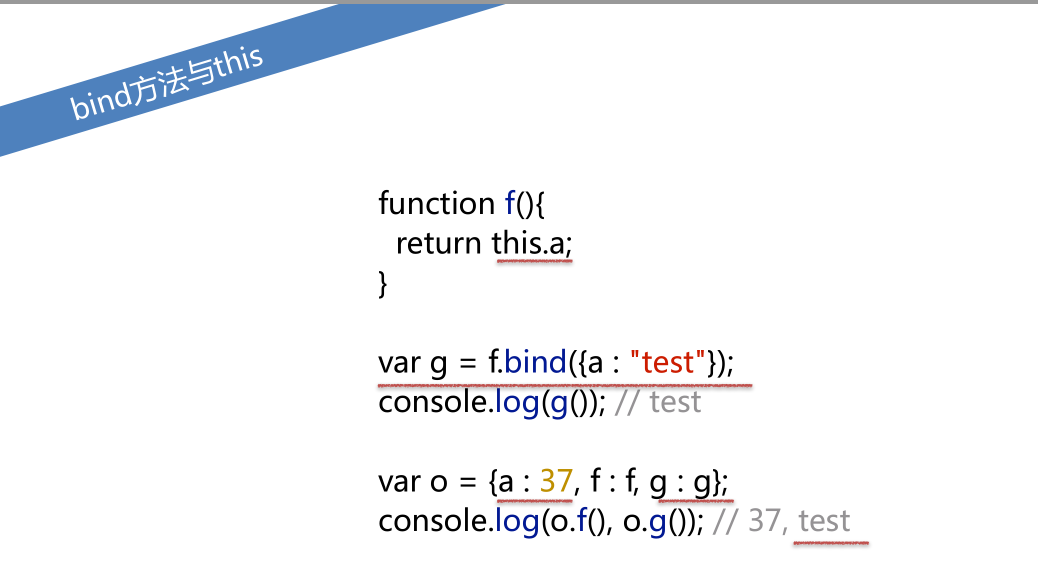 bind方法与this
function f(){
  return this.a;
}
var g = f.bind({a : "test"});
console.log(g()); // test
var o = {a : 37, f : f, g : g};
console.log(o.f(), o.g()); // 37, test